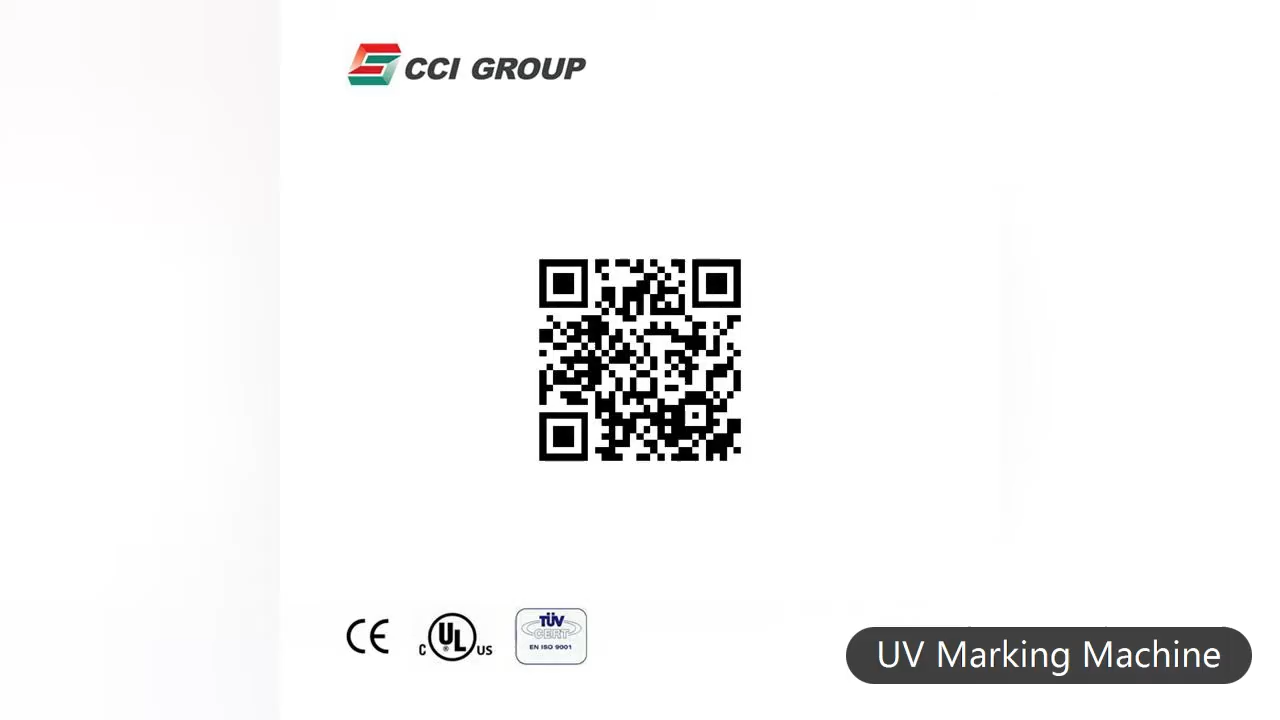 CCI GROUP
CE
C UL® US
TÜV
CERT
EN ISO 9001
UV Marking Machine